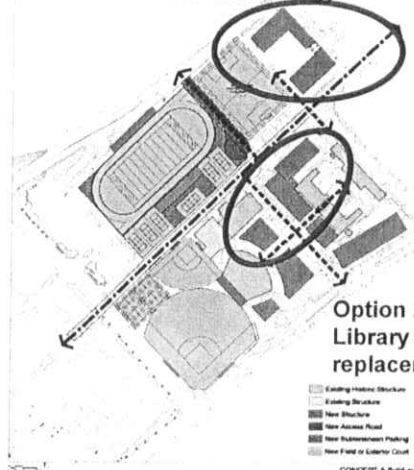 Option
Library
replace
Existing Historic Structure
Existing Structure
New Structure
New Access Road
New Subterranean Parking
New Field or Exterior Court